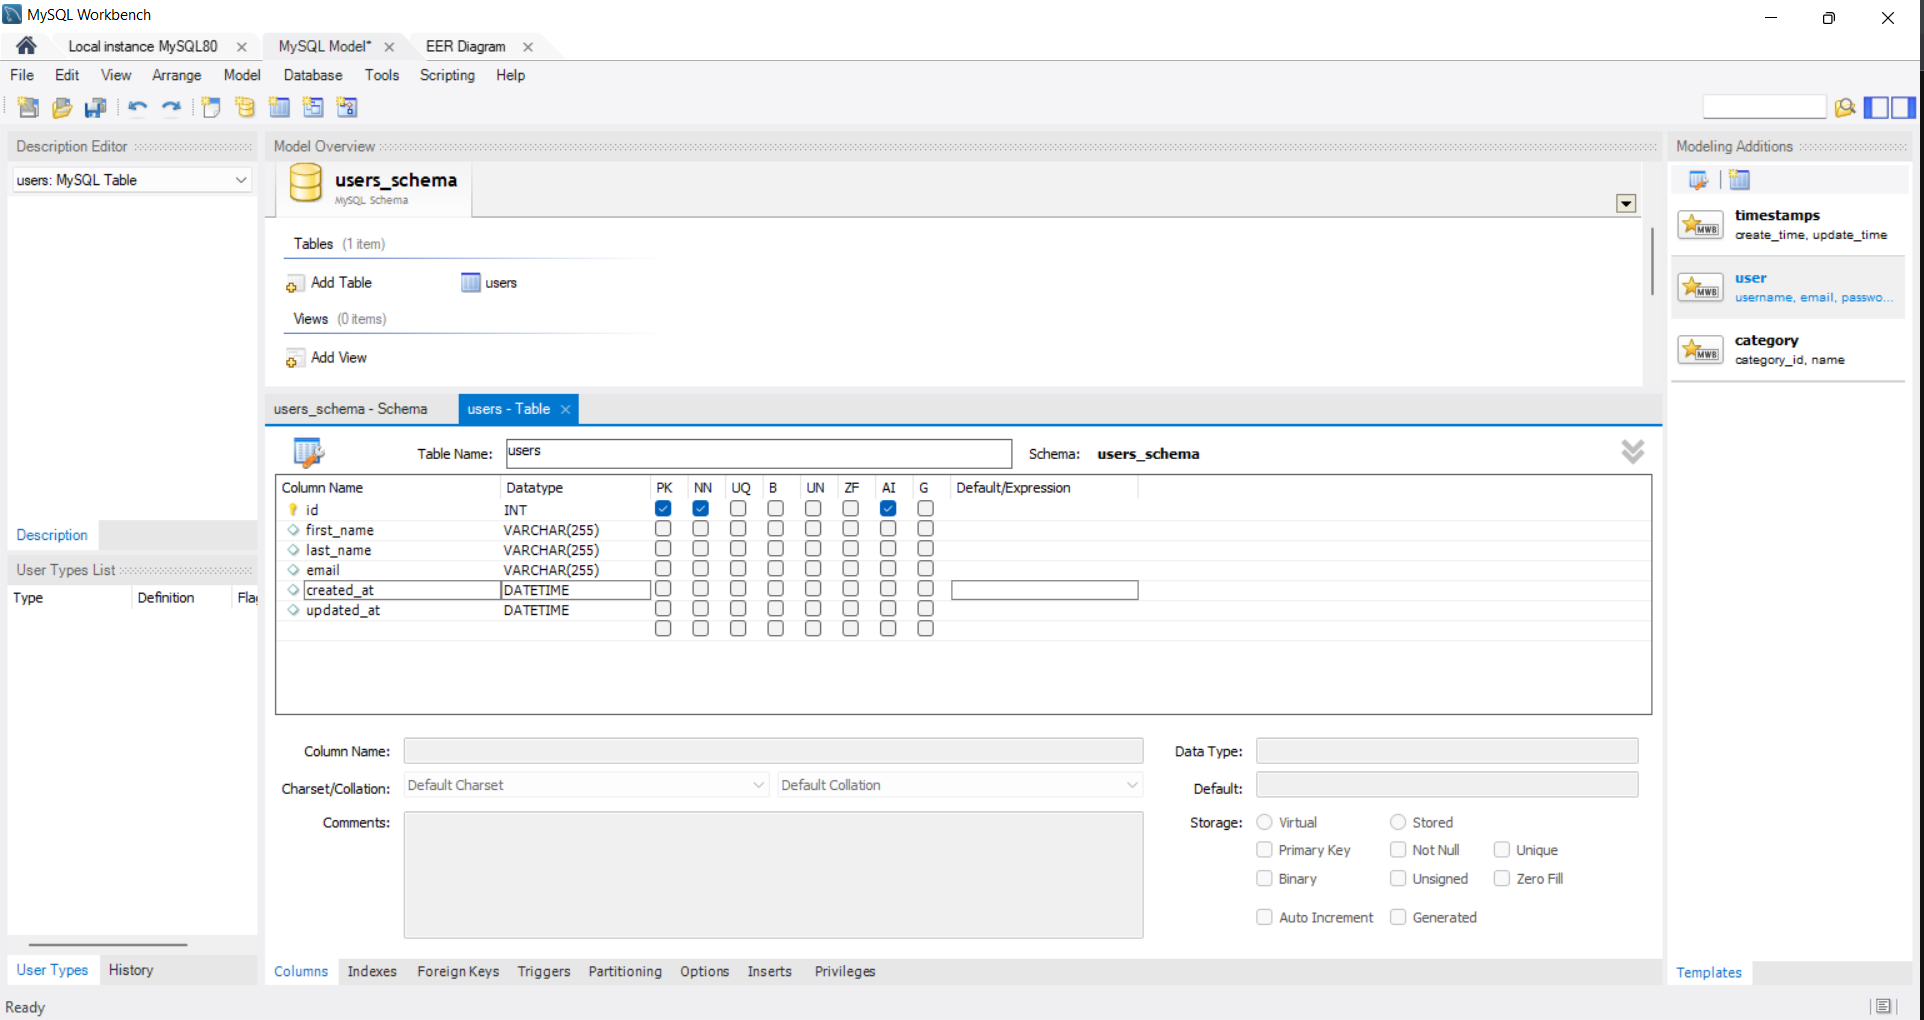 MySQL Workbench
Local instance MySQL80
MySQL Model*
EER Diagram
File Edit View Arrange Model Database Tools Scripting Help
Description Editor
Model Overview
Modeling Additions
users: MySQL Table
users_schema
MySQL Schema
Tables (1 item)
Add Table
users
Views (0 items)
Add View
MWB
timestamps
create_time, update_time
MWB
user
username, email, passwo...
MWB
category
category_id, name
users_schema - Schema
users - Table
Table Name: users
Schema: users_schema
Column Name Datatype PK NN UQ B UN ZF AI G Default/Expression
id INT
first_name VARCHAR(255)
last_name VARCHAR(255)
email VARCHAR(255)
created_at DATETIME
updated_at DATETIME
Description
User Types List
Type Definition Flag
Column Name:
Data Type:
Charset/Collation: Default Charset Default Collation
Default:
Comments:
Storage: Virtual Stored
Primary Key Not Null Unique
Binary Unsigned Zero Fill
Auto Increment Generated
User Types History
Columns Indexes Foreign Keys Triggers Partitioning Options Inserts Privileges
Templates
Ready